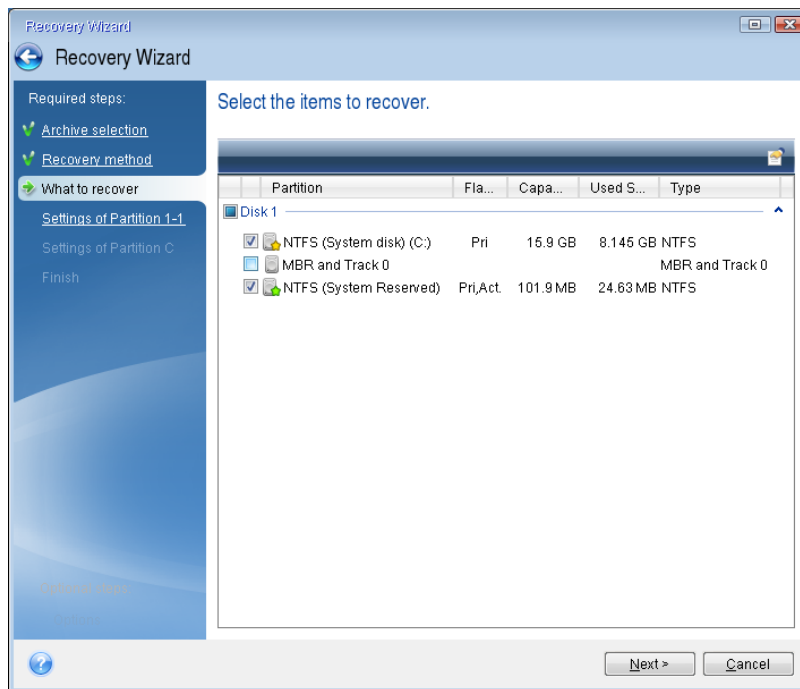 Recovery Wizard
Recovery Wizard
Required steps:
Archive selection
Recovery method
What to recover
Settings of Partition 1-1
Settings of Partition C
Finish
Select the items to recover.
Partition Fla... Capa... Used S... Type
Disk 1
NTFS (System disk) (C:) Pri 15.9 GB 8.145 GB NTFS
MBR and Track 0 MBR and Track 0
NTFS (System Reserved) Pri,Act. 101.9 MB 24.63 MB NTFS
Next >
Cancel